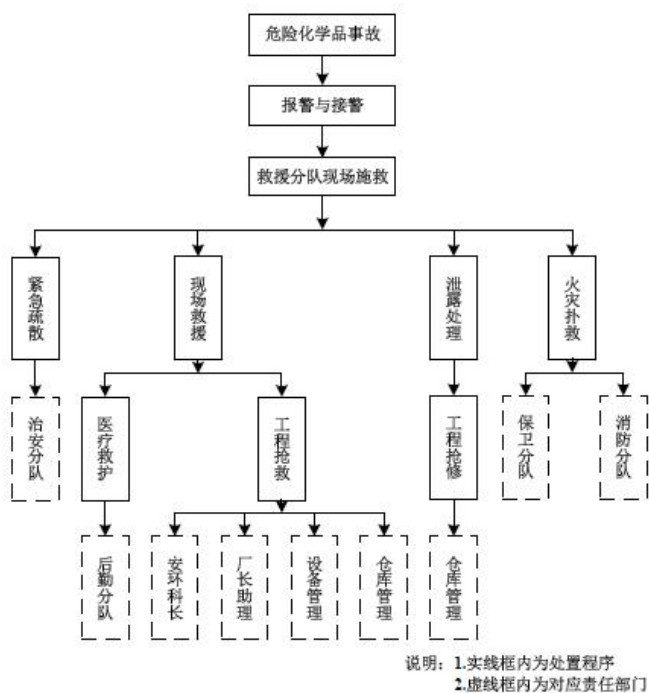 危险化学品事故
报警与接警
救援分队现场施救
紧急疏散
现场救援
泄露处理
火灾扑救
治安分队
医疗救护
工程抢救
工程抢修
保卫分队
消防分队
后勤分队
安环科长
厂长助理
设备管理
仓库管理
仓库管理
说明：1.实线框内为处置程序
2.虚线框内为对应责任部门